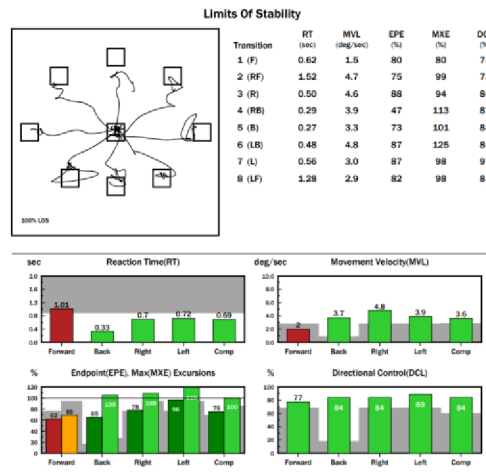 Limits Of Stability
Transition RT (sec) MVL (deg/sec) EPE (%) MXE (%)
1 (F) 0.62 1.5 80 80
2 (RF) 1.52 4.7 75 99
3 (R) 0.50 4.6 88 94
4 (RB) 0.29 3.9 47 113
5 (B) 0.27 3.3 73 101
6 (LB) 0.48 4.8 87 125
7 (L) 0.56 3.0 87 98
8 (LF) 1.28 2.9 82 98
100% LOS
sec Reaction Time(RT)
2.0
1.6
1.2
0.8
0.4
0.0
1.01 0.33 0.7 0.72 0.69
Forward Back Right Left Comp
deg/sec Movement Velocity(MVL)
10.0
8.0
6.0
4.0
2.0
0.0
2 3.7 4.8 3.9 3.6
Forward Back Right Left Comp
% Endpoint(EPE), Max(MXE) Excursions
120
100
80
60
40
20
0
65 105 78 108 96 76 100
Forward Back Right Left Comp
% Directional Control(DCL)
100
80
60
40
20
0
77 84 84 89 84
Forward Back Right Left Comp